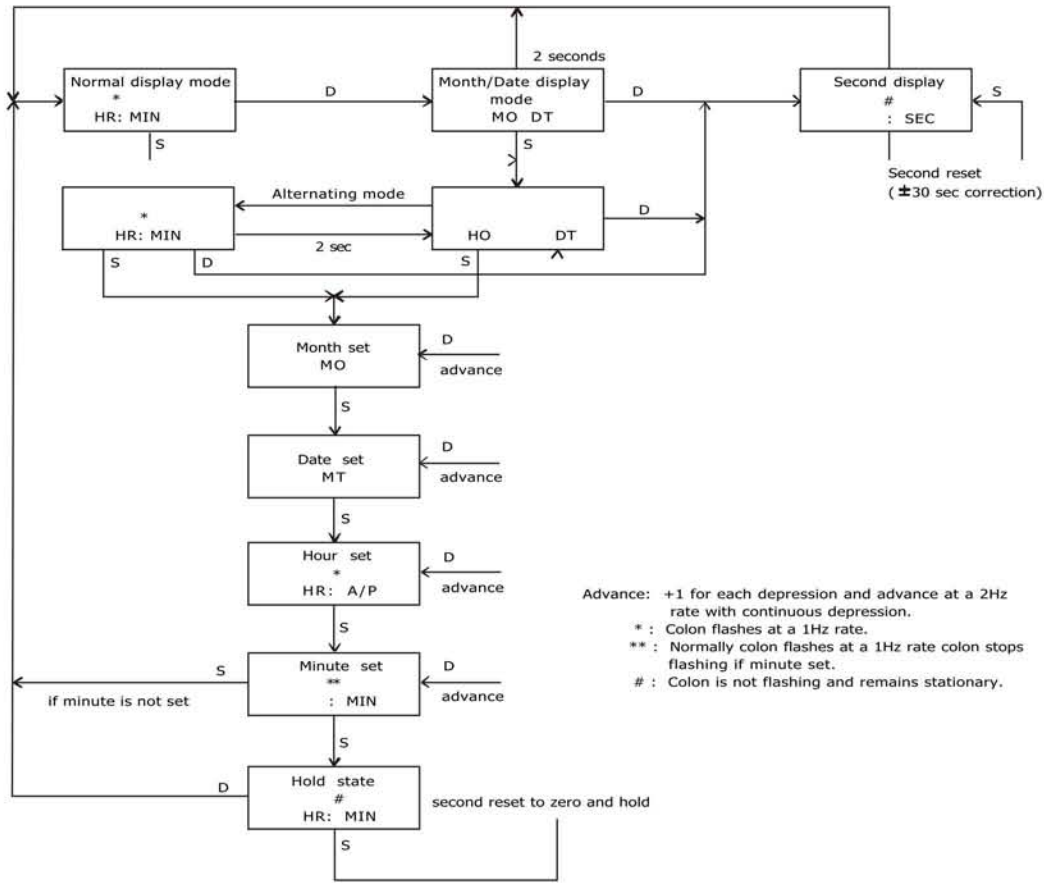 2 seconds
Normal display mode
*
HR: MIN
D
Month/Date display
mode
MO DT
D
Second display
#
: SEC
S
S
S
Second reset
(±30 sec correction)
*
HR: MIN
Alternating mode
2 sec
HO DT
D
S
D
S
Month set
MO
D
advance
S
Date set
MT
D
advance
S
Hour set
*
HR: A/P
D
advance
S
Minute set
**
: MIN
D
advance
S
if minute is not set
S
Hold state
#
HR: MIN
D
second reset to zero and hold
S
Advance: +1 for each depression and advance at a 2Hz
rate with continuous depression.
* : Colon flashes at a 1Hz rate.
** : Normally colon flashes at a 1Hz rate colon stops
flashing if minute set.
# : Colon is not flashing and remains stationary.